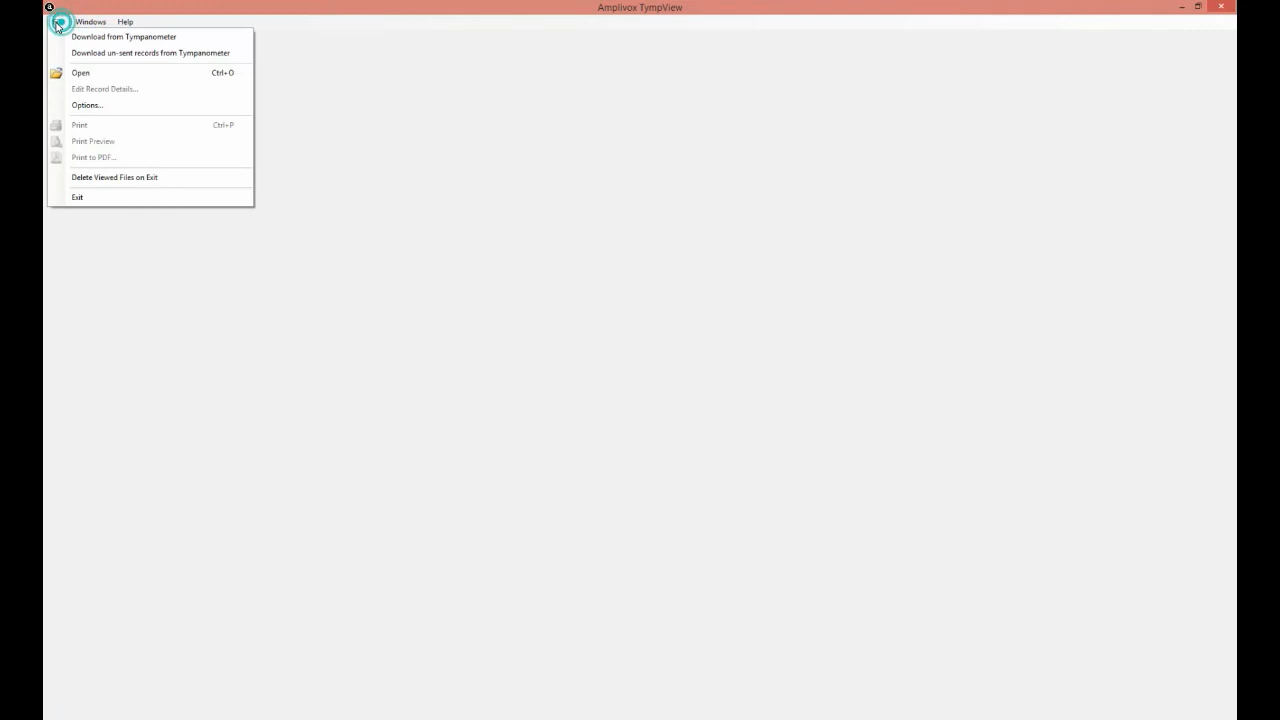 a
Amplivox TympView
Windows Help
Download from Tympanometer
Download un-sent records from Tympanometer
Open Ctrl+O
Edit Record Details...
Options...
Print Ctrl+P
Print Preview
Print to PDF...
Delete Viewed Files on Exit
Exit